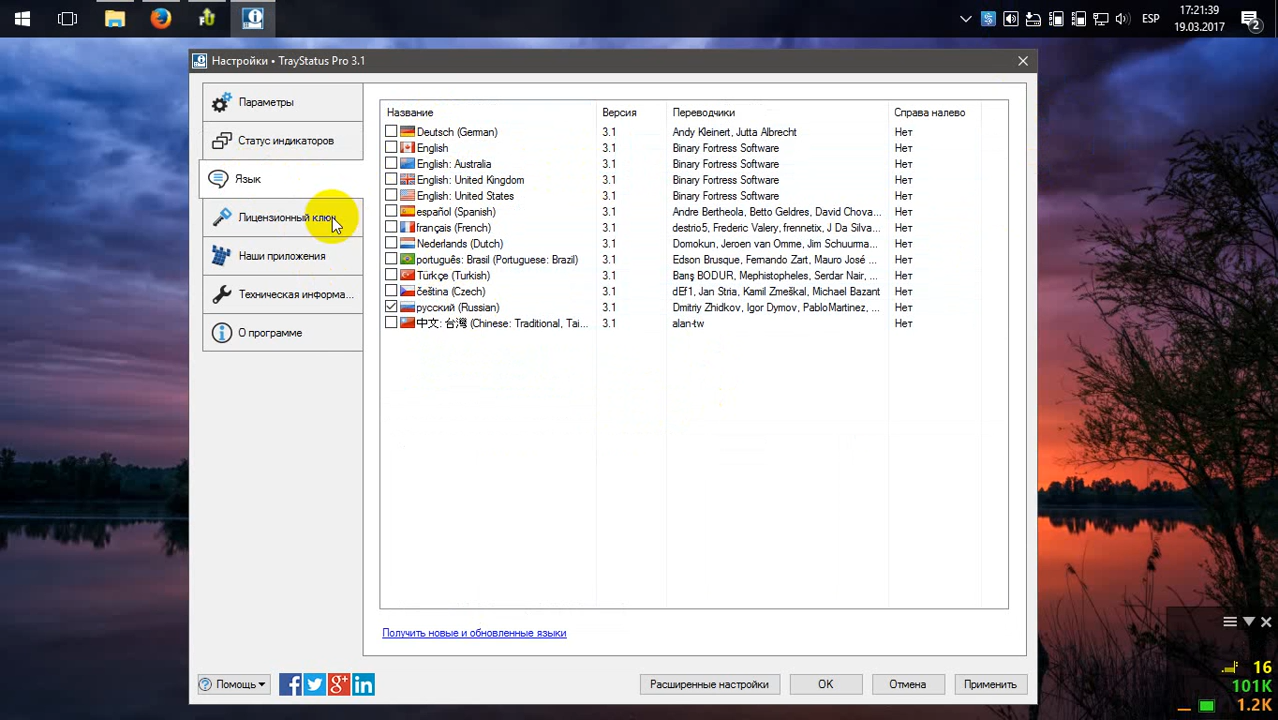 ESP
17:21:39
19.03.2017
2
Настройки • TrayStatus Pro 3.1
Параметры
Статус индикаторов
Язык
Лицензионный ключ
Наши приложения
Техническая информа...
О программе
Название Версия Переводчики Справа налево
Deutsch (German) 3.1 Andy Kleinert, Jutta Albrecht Нет
English 3.1 Binary Fortress Software Нет
English: Australia 3.1 Binary Fortress Software Нет
English: United Kingdom 3.1 Binary Fortress Software Нет
English: United States 3.1 Binary Fortress Software Нет
español (Spanish) 3.1 Andre Bertheola, Betto Geldres, David Chova... Нет
français (French) 3.1 destrio5, Frederic Valery, frennetix, J Da Silva... Нет
Nederlands (Dutch) 3.1 Domokun, Jeroen van Omme, Jim Schuurma... Нет
português: Brasil (Portuguese: Brazil) 3.1 Edson Brusque, Fernando Zart, Mauro José ... Нет
Türkçe (Turkish) 3.1 Barış BODUR, Mephistopheles, Serdar Nair, ... Нет
čeština (Czech) 3.1 dEf1, Jan Stria, Kamil Zmeškal, Michael Bazant Нет
русский (Russian) 3.1 Dmitriy Zhidkov, Igor Dymov, PabloMartinez, ... Нет
中文: 台灣 (Chinese: Traditional, Tai... 3.1 alan-tw Нет
Получить новые и обновленные языки
Помощь
Расширенные настройки
OK
Отмена
Применить
16
101K
1.2K